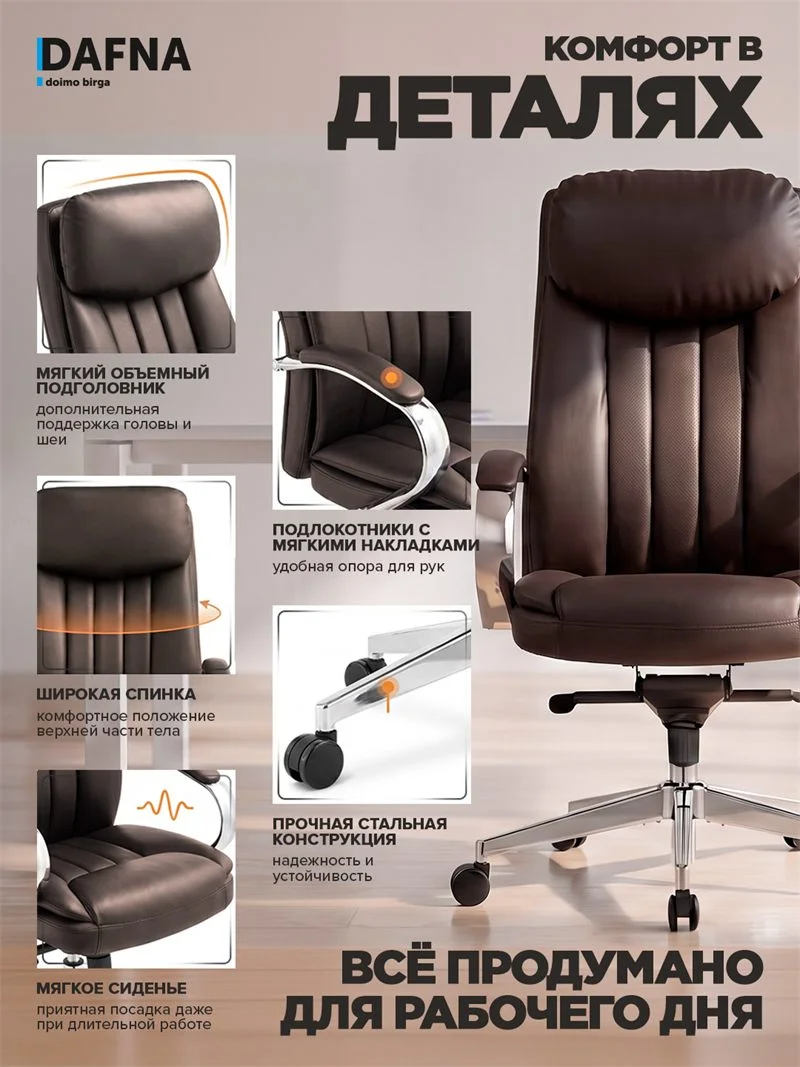 DAFNA
doimo birga
КОМФОРТ В
ДЕТАЛЯХ
МЯГКИЙ ОБЪЕМНЫЙ
ПОДГОЛОВНИК
дополнительная
поддержка головы и
шеи
ПОДЛОКОТНИКИ С
МЯГКИМИ НАКЛАДКАМИ
удобная опора для рук
ШИРОКАЯ СПИНКА
комфортное положение
верхней части тела
ПРОЧНАЯ СТАЛЬНАЯ
КОНСТРУКЦИЯ
надежность и
устойчивость
МЯГКОЕ СИДЕНЬЕ
приятная посадка даже
при длительной работе
ВСЁ ПРОДУМАНО
ДЛЯ РАБОЧЕГО ДНЯ